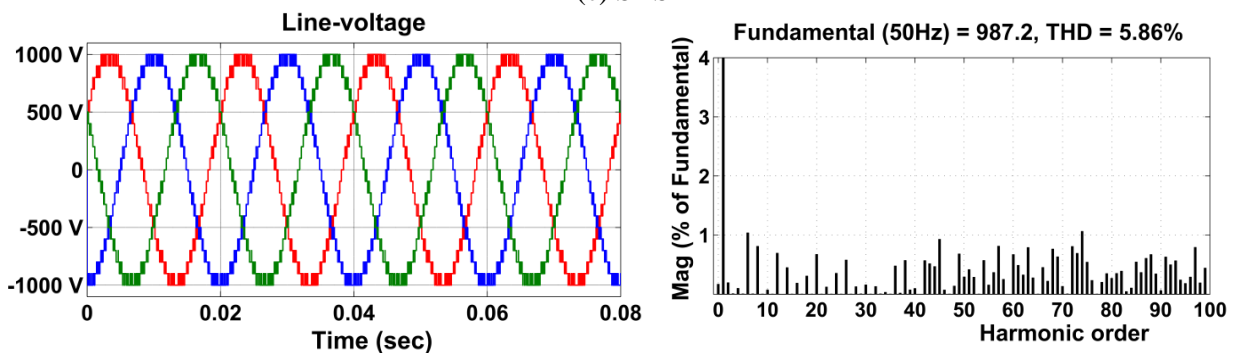 Line-voltage
1000 V
500 V
0
-500 V
-1000 V
0
0.02
0.04
0.06
0.08
Time (sec)
Fundamental (50Hz) = 987.2, THD = 5.86%
Mag (% of Fundamental)
4
3
2
1
0 10 20 30 40 50 60 70 80 90 100
Harmonic order